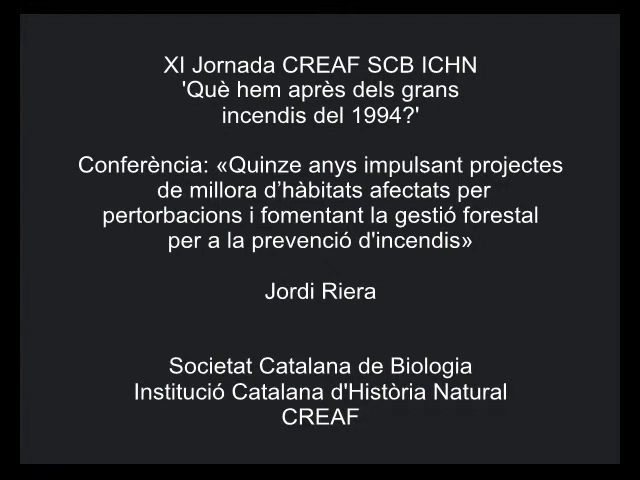 XI Jornada CREAF SCB ICHN
'Què hem après dels grans
incendis del 1994?'
Conferència: «Quinze anys impulsant projectes
de millora d’hàbitats afectats per
pertorbacions i fomentant la gestió forestal
per a la prevenció d'incendis»
Jordi Riera
Societat Catalana de Biologia
Institució Catalana d'Història Natural
CREAF